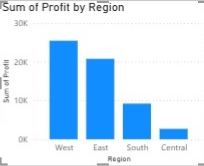 Sum of Profit by Region
30K
20K
10K
0K
Sum of Profit
West East South Central
Region